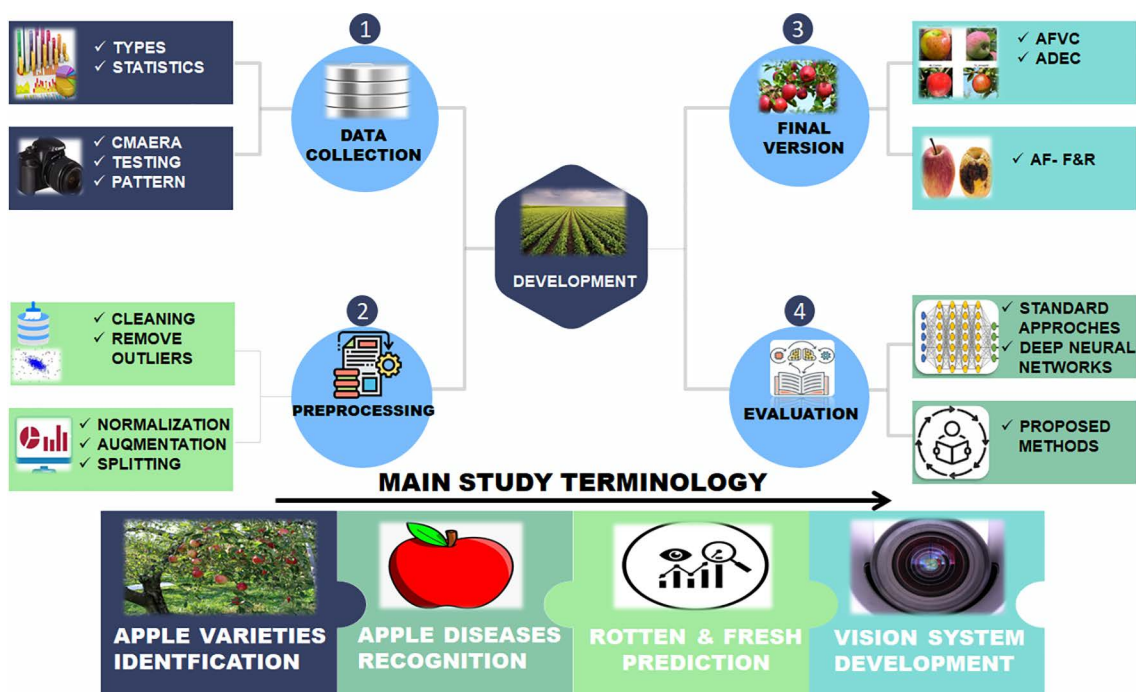 1
✓ TYPES
✓ STATISTICS
✓ CMAERA
✓ TESTING
✓ PATTERN
DATA
COLLECTION
2
✓ CLEANING
✓ REMOVE
OUTLIERS
✓ NORMALIZATION
✓ AUQMENTATION
✓ SPLITTING
PREPROCESSING
DEVELOPMENT
3
FINAL
VERSION
✓ AFVC
✓ ADEC
✓ AF- F&R
4
EVALUATION
✓ STANDARD
APPROCHES
✓ DEEP NEURAL
NETWORKS
✓ PROPOSED
METHODS
MAIN STUDY TERMINOLOGY
APPLE VARIETIES
IDENTFICATION
APPLE DISEASES
RECOGNITION
ROTTEN & FRESH
PREDICTION
VISION SYSTEM
DEVELOPMENT